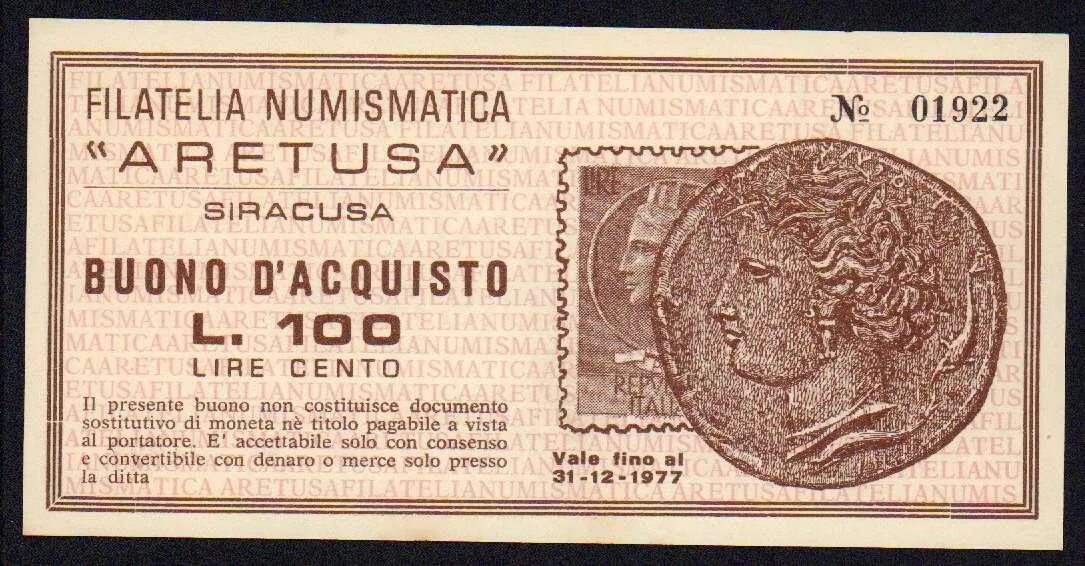 FILATELIA NUMISMATICA
"ARETUSA"
SIRACUSA
BUONO D'ACQUISTO
L. 100
LIRE CENTO
Il presente buono non costituisce documento
sostitutivo di moneta nè titolo pagabile a vista
al portatore. E' accettabile solo con consenso
e convertibile con denaro o merce solo presso
la ditta
№ 01922
Vale fino al
31-12-1977